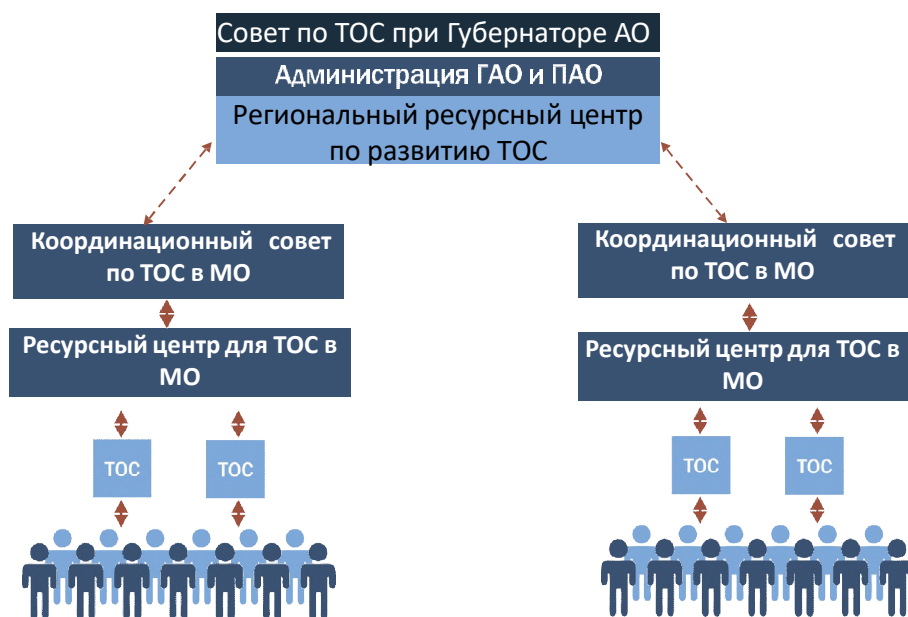 Совет по ТОС при Губернаторе АО
Администрация ГАО и ПАО
Региональный ресурсный центр
по развитию ТОС
Координационный совет
по ТОС в МО
Координационный совет
по ТОС в МО
Ресурсный центр для ТОС в
МО
Ресурсный центр для ТОС в
МО
ТОС
ТОС
ТОС
ТОС